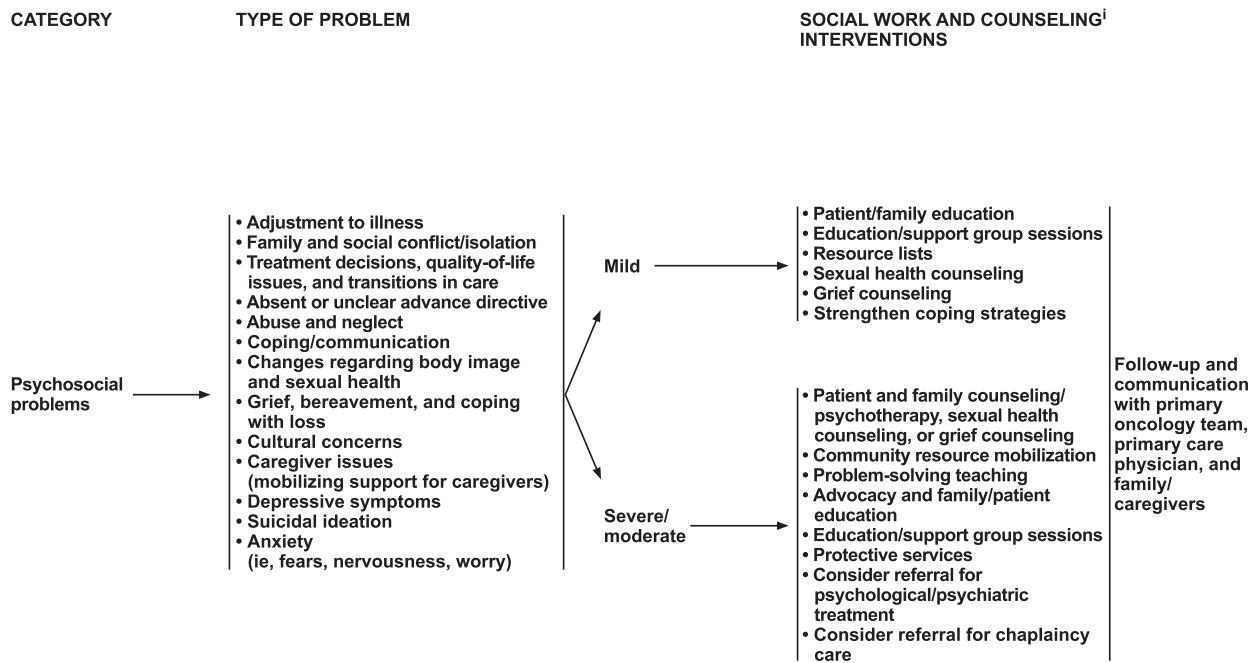 CATEGORY
TYPE OF PROBLEM
SOCIAL WORK AND COUNSELINGⁱ
INTERVENTIONS
Psychosocial
problems
• Adjustment to illness
• Family and social conflict/isolation
• Treatment decisions, quality-of-life
issues, and transitions in care
• Absent or unclear advance directive
• Abuse and neglect
• Coping/communication
• Changes regarding body image
and sexual health
• Grief, bereavement, and coping
with loss
• Cultural concerns
• Caregiver issues
(mobilizing support for caregivers)
• Depressive symptoms
• Suicidal ideation
• Anxiety
(ie, fears, nervousness, worry)
Mild
• Patient/family education
• Education/support group sessions
• Resource lists
• Sexual health counseling
• Grief counseling
• Strengthen coping strategies
Severe/
moderate
• Patient and family counseling/
psychotherapy, sexual health
counseling, or grief counseling
• Community resource mobilization
• Problem-solving teaching
• Advocacy and family/patient
education
• Education/support group sessions
• Protective services
• Consider referral for
psychological/psychiatric
treatment
• Consider referral for chaplaincy
care
Follow-up and
communication
with primary
oncology team,
primary care
physician, and
family/
caregivers